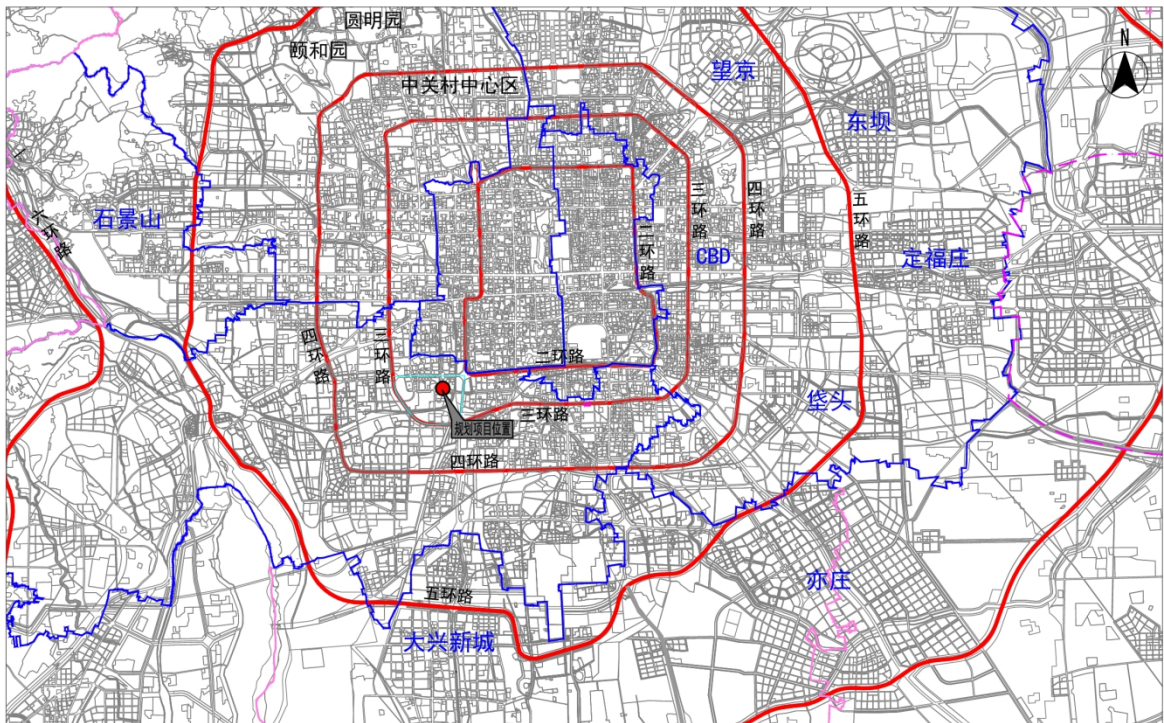 圆明园
颐和园
N
望京
中关村中心区
东坝
三环路
四环路
五环路
石景山
六环路
二环路
CBD
定福庄
四环路
三环路
二环路
垡头
三环路
规划项目位置
四环路
亦庄
五环路
大兴新城